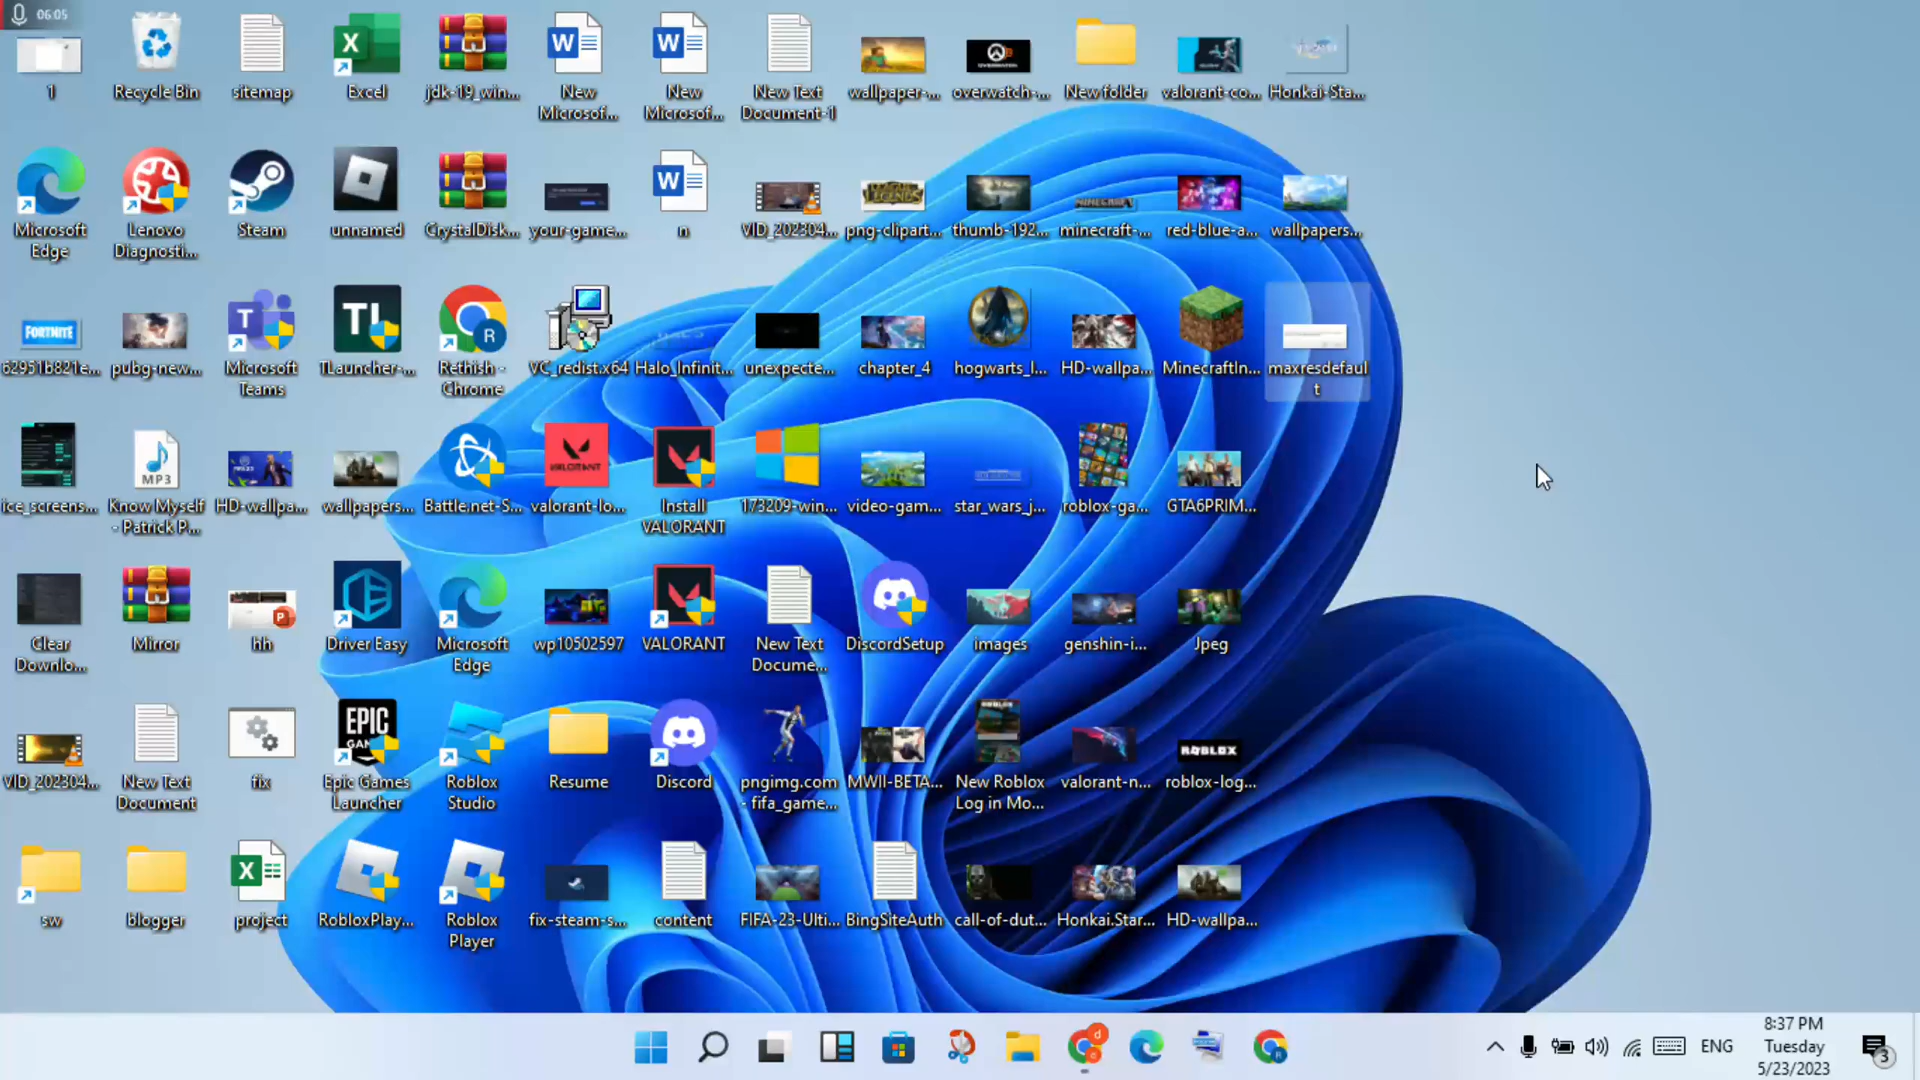 06:05
1
Recycle Bin
sitemap
Excel
jdk-19_win...
New
Microsof...
New
Microsof...
New Text
Document-1
wallpaper-...
overwatch-...
New folder
valorant-co...
Honkai-Sta...
Microsoft
Edge
Lenovo
Diagnosti...
Steam
unnamed
CrystalDisk...
your-game...
n
VID_202304...
png-clipart...
thumb-192...
minecraft-...
red-blue-a...
wallpapers...
62951b821e...
pubg-new...
Microsoft
Teams
TLauncher-...
Rethish -
Chrome
VC_redist.x64
Halo_Infinit...
unexpecte...
chapter_4
hogwarts_l...
HD-wallpa...
MinecraftIn...
maxresdefaul
t
ice_screens...
Know Myself
- Patrick P...
HD-wallpa...
wallpapers...
Battle.net-S...
valorant-lo...
Install
VALORANT
173209-win...
video-gam...
star_wars_j...
roblox-ga...
GTA6PRIM...
Clear
Downlo...
Mirror
hh
Driver Easy
Microsoft
Edge
wp10502597
VALORANT
New Text
Docume...
DiscordSetup
images
genshin-i...
Jpeg
VID_202304...
New Text
Document
fix
Epic Games
Launcher
Roblox
Studio
Resume
Discord
pngimg.com
- fifa_game...
MWII-BETA...
New Roblox
Log in Mo...
valorant-n...
roblox-log...
sw
blogger
project
RobloxPlay...
Roblox
Player
fix-steam-s...
content
FIFA-23-Ulti...
BingSiteAuth
call-of-dut...
Honkai.Star...
HD-wallpa...
ENG
8:37 PM
Tuesday
5/23/2023
3